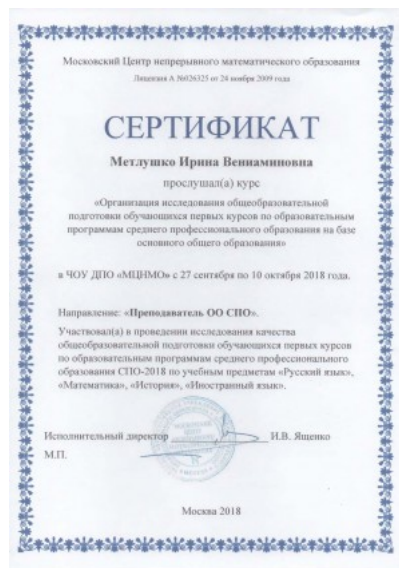 Московский Центр непрерывного математического образования
Лицензия А №026325 от 24 ноября 2009 года
СЕРТИФИКАТ
Метлушко Ирина Вениаминовна
прослушал(а) курс
«Организация исследования общеобразовательной
подготовки обучающихся первых курсов по образовательным
программам среднего профессионального образования на базе
основного общего образования»
в ЧОУ ДПО «МЦНМО» с 27 сентября по 10 октября 2018 года.
Направление: «Преподаватель ОО СПО».
Участвовал(а) в проведении исследования качества
общеобразовательной подготовки обучающихся первых курсов
по образовательным программам среднего профессионального
образования СПО-2018 по учебным предметам «Русский язык»,
«Математика», «История», «Иностранный язык».
Исполнительный директор И.В. Ященко
М.П.
Москва 2018